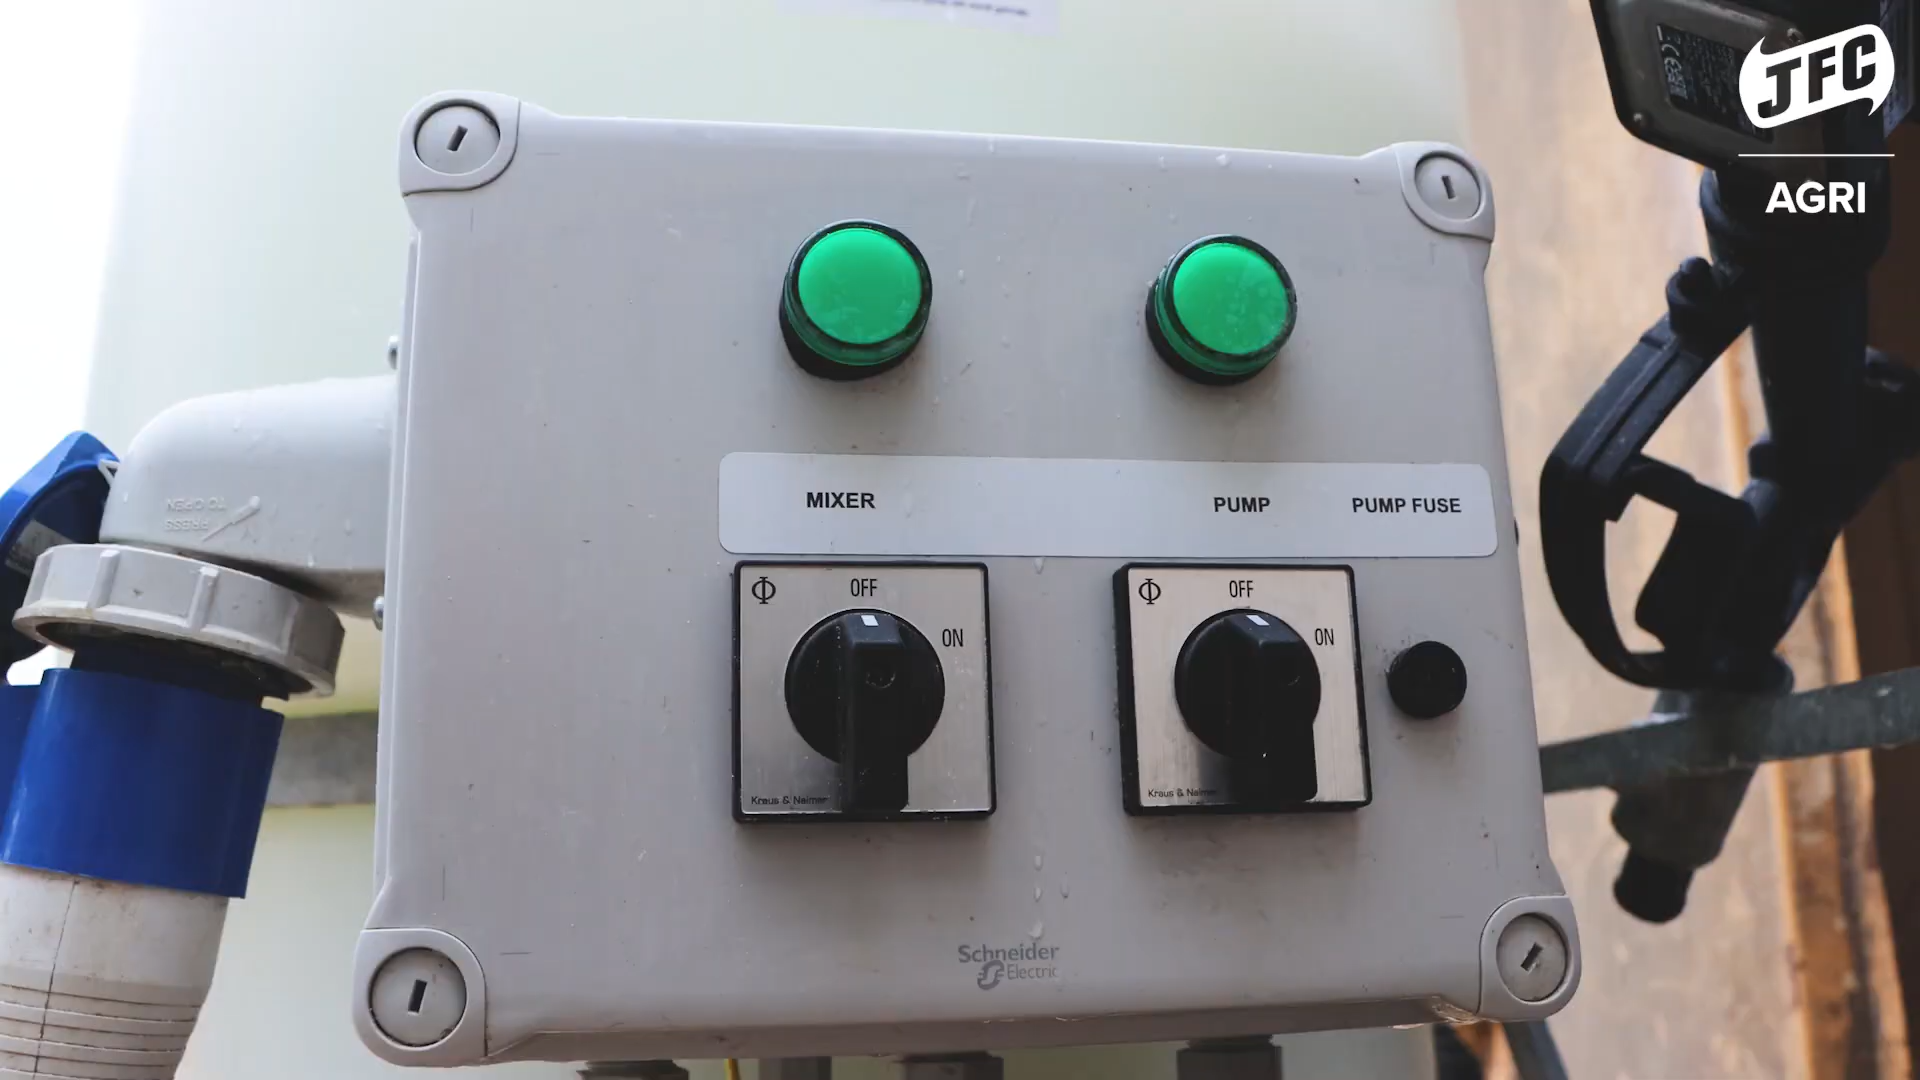 JFC
AGRI
MIXER
PUMP
PUMP FUSE
OFF
ON
Kraus & Naimer
OFF
ON
Kraus & Naimer
PRESS
TO OPEN
Schneider
Electric